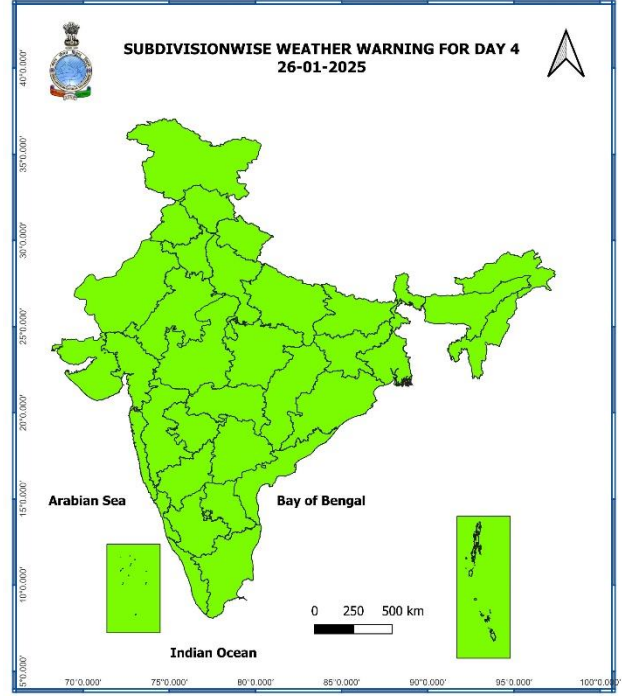 SUBDIVISIONWISE WEATHER WARNING FOR DAY 4
26-01-2025
40°0.000'
35°0.000'
30°0.000'
25°0.000'
20°0.000'
15°0.000'
10°0.000'
5°0.000'
Arabian Sea
Bay of Bengal
0 250 500 km
Indian Ocean
70°0.000' 75°0.000' 80°0.000' 85°0.000' 90°0.000' 95°0.000' 100°0.000'